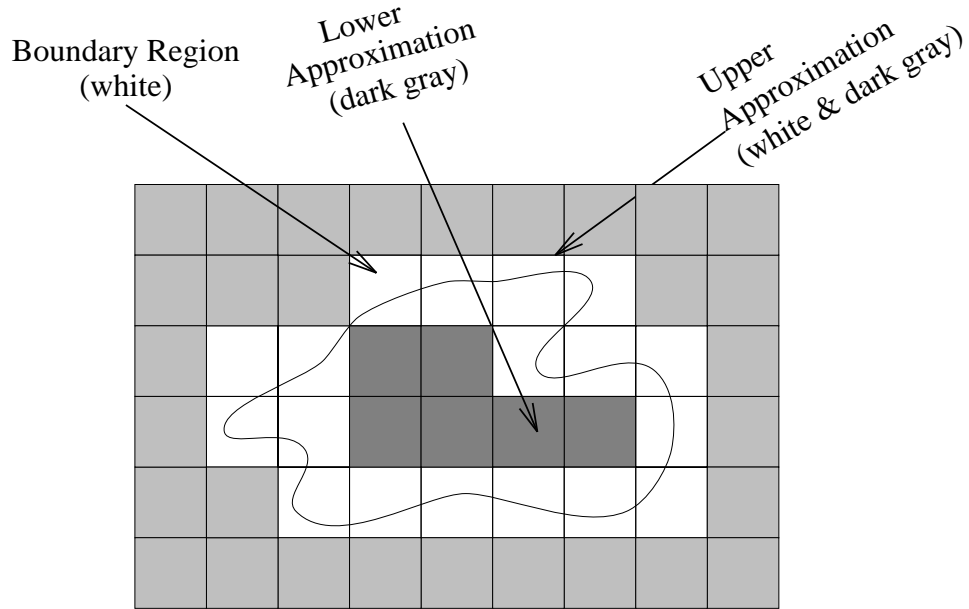 Boundary Region
(white)
Lower
Approximation
(dark gray)
Upper
Approximation
(white & dark gray)